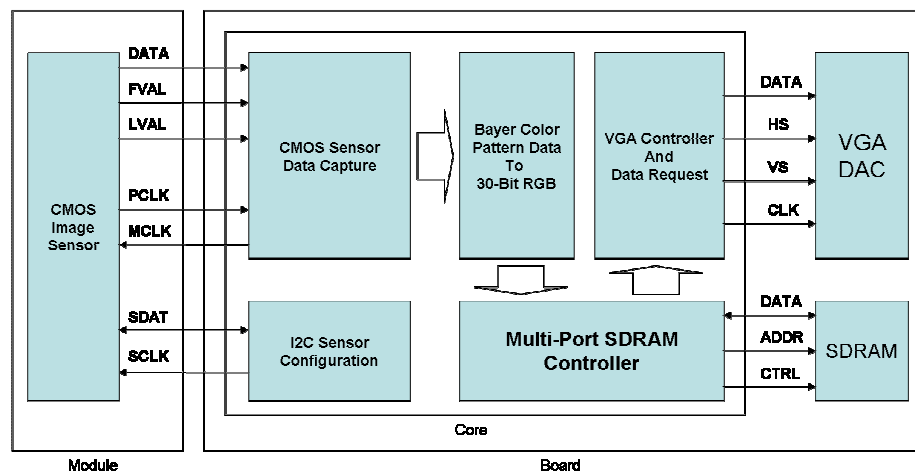 DATA
FVAL
LVAL
PCLK
MCLK
SDAT
SCLK
CMOS
Image
Sensor
CMOS Sensor
Data Capture
I2C Sensor
Configuration
Bayer Color
Pattern Data
To
30-Bit RGB
VGA Controller
And
Data Request
Multi-Port SDRAM
Controller
DATA
HS
VS
CLK
VGA
DAC
DATA
ADDR
CTRL
SDRAM
Core
Module
Board